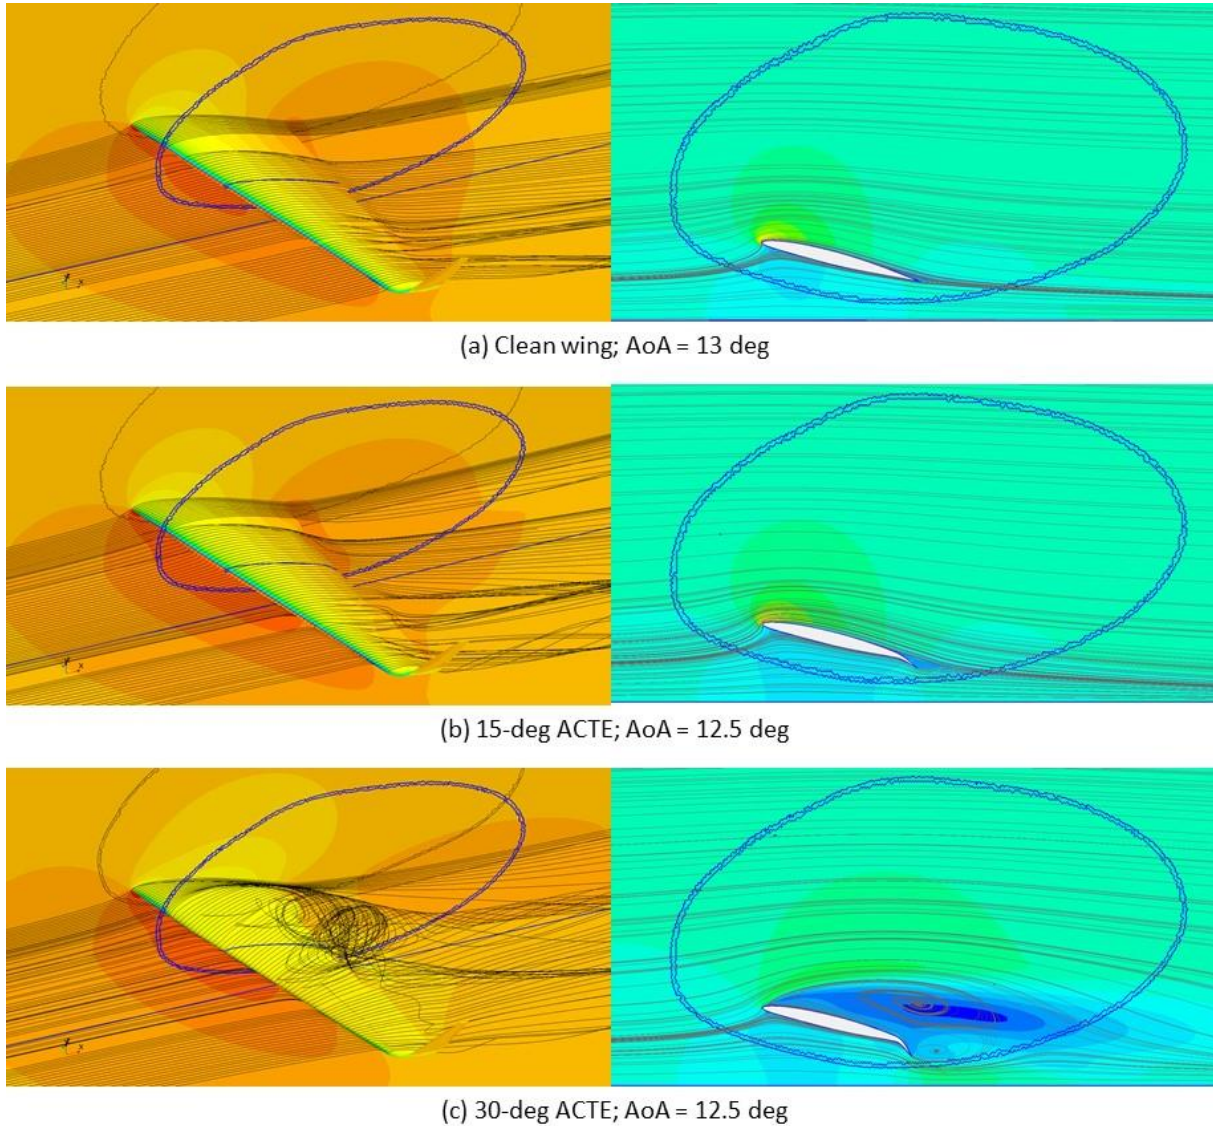 (a) Clean wing; AoA = 13 deg
(b) 15-deg ACTE; AoA = 12.5 deg
(c) 30-deg ACTE; AoA = 12.5 deg